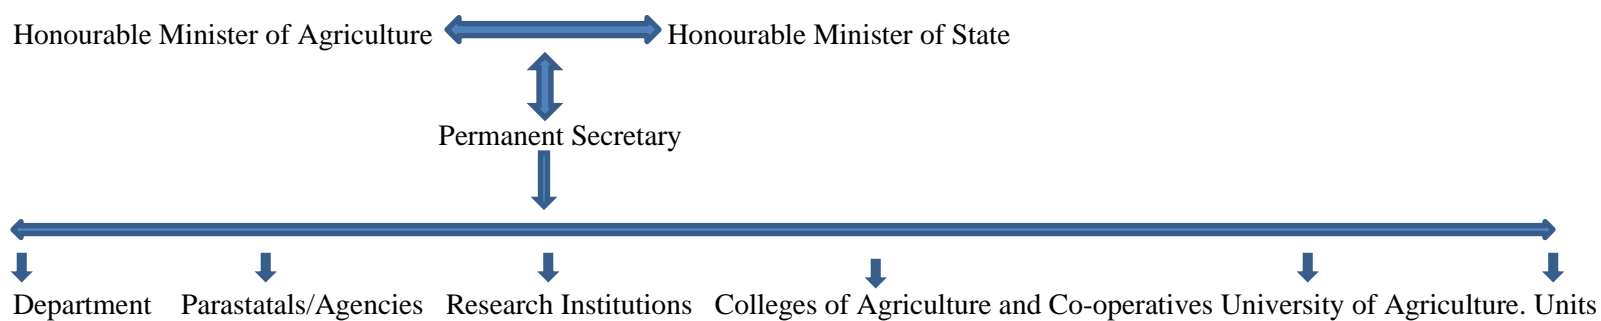 Honourable Minister of Agriculture Honourable Minister of State
Permanent Secretary
Department Parastatals/Agencies Research Institutions Colleges of Agriculture and Co-operatives University of Agriculture. Units